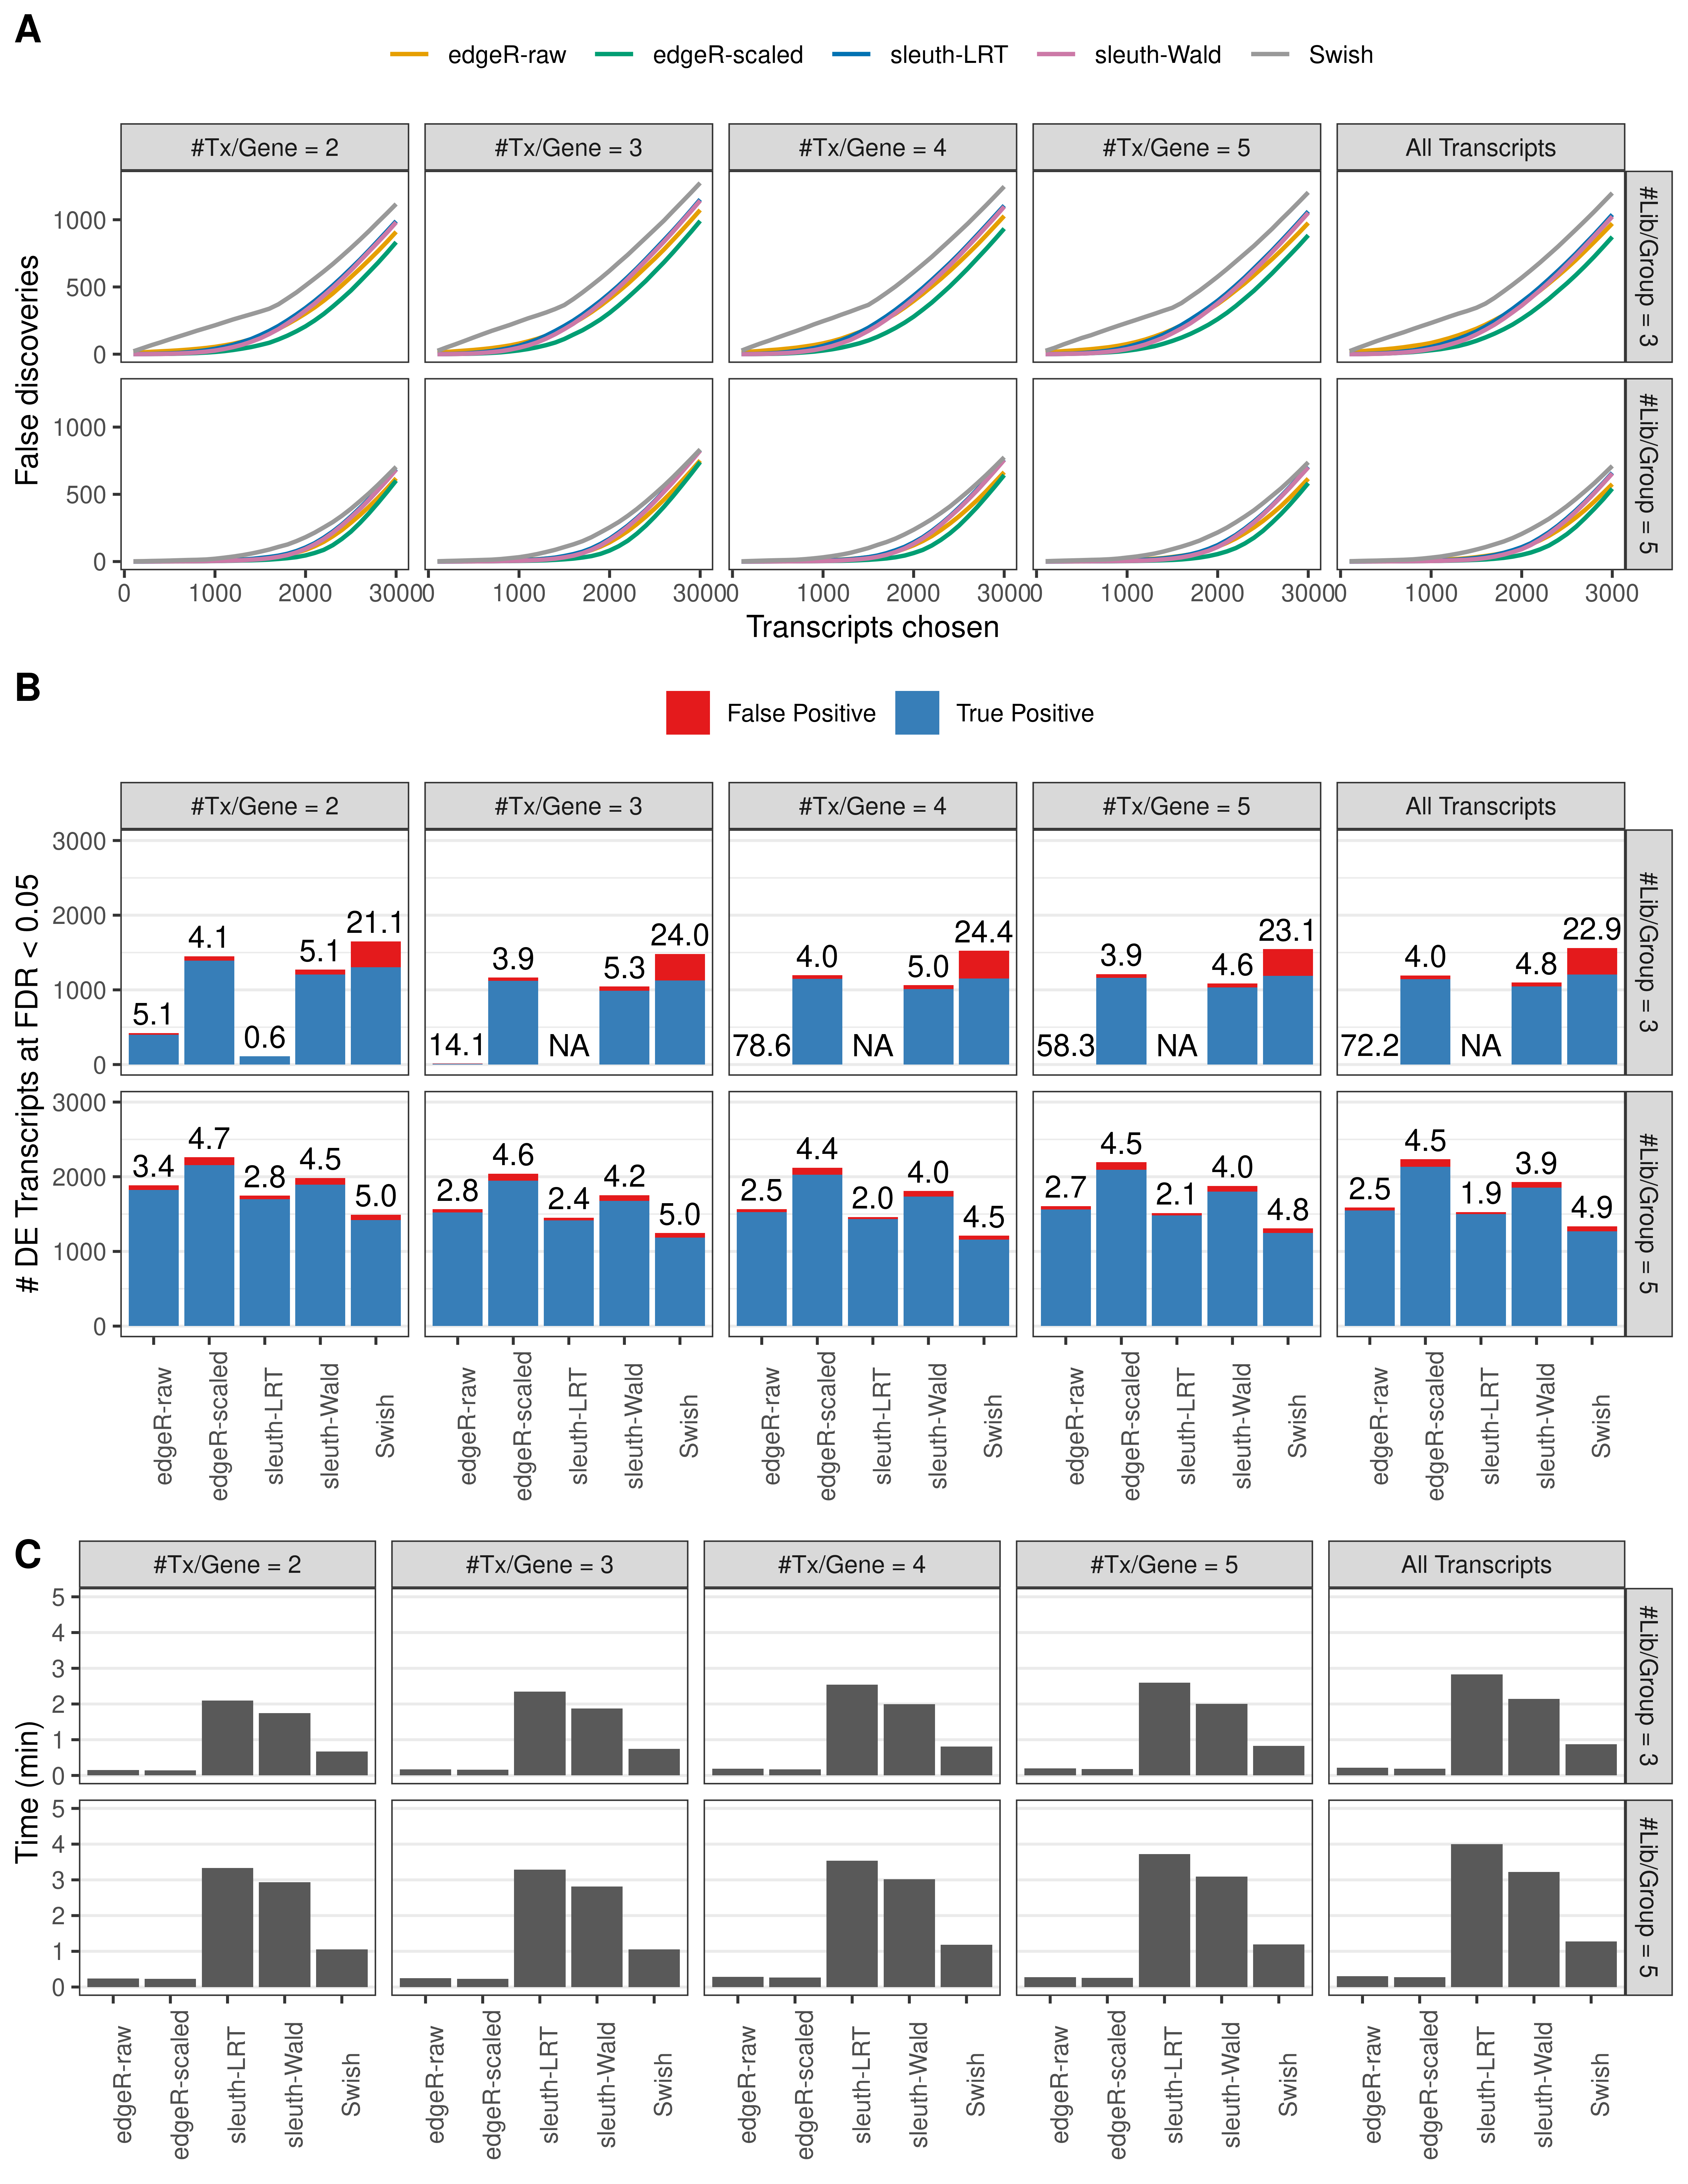 A
edgeR-raw edgeR-scaled sleuth-LRT sleuth-Wald Swish
#Tx/Gene = 2 #Tx/Gene = 3 #Tx/Gene = 4 #Tx/Gene = 5 All Transcripts
False discoveries
1000
500
0
#Lib/Group = 3
1000
500
0
#Lib/Group = 5
0 1000 2000 3000 0 1000 2000 3000 0 1000 2000 3000 0 1000 2000 3000 0 1000 2000 3000
Transcripts chosen
B
False Positive True Positive
#Tx/Gene = 2 #Tx/Gene = 3 #Tx/Gene = 4 #Tx/Gene = 5 All Transcripts
# DE Transcripts at FDR < 0.05
3000
2000
1000
0
5.1 4.1 0.6 5.1 21.1
14.1 3.9 NA 5.3 24.0
78.6 4.0 NA 5.0 24.4
58.3 3.9 NA 4.6 23.1
72.2 4.0 NA 4.8 22.9
#Lib/Group = 3
3000
2000
1000
0
3.4 4.7 2.8 4.5 5.0
2.8 4.6 2.4 4.2 5.0
2.5 4.4 2.0 4.0 4.5
2.7 4.5 2.1 4.0 4.8
2.5 4.5 1.9 3.9 4.9
#Lib/Group = 5
edgeR-raw edgeR-scaled sleuth-LRT sleuth-Wald Swish
edgeR-raw edgeR-scaled sleuth-LRT sleuth-Wald Swish
edgeR-raw edgeR-scaled sleuth-LRT sleuth-Wald Swish
edgeR-raw edgeR-scaled sleuth-LRT sleuth-Wald Swish
edgeR-raw edgeR-scaled sleuth-LRT sleuth-Wald Swish
C
#Tx/Gene = 2 #Tx/Gene = 3 #Tx/Gene = 4 #Tx/Gene = 5 All Transcripts
Time (min)
5
4
3
2
1
0
#Lib/Group = 3
5
4
3
2
1
0
#Lib/Group = 5
edgeR-raw edgeR-scaled sleuth-LRT sleuth-Wald Swish
edgeR-raw edgeR-scaled sleuth-LRT sleuth-Wald Swish
edgeR-raw edgeR-scaled sleuth-LRT sleuth-Wald Swish
edgeR-raw edgeR-scaled sleuth-LRT sleuth-Wald Swish
edgeR-raw edgeR-scaled sleuth-LRT sleuth-Wald Swish